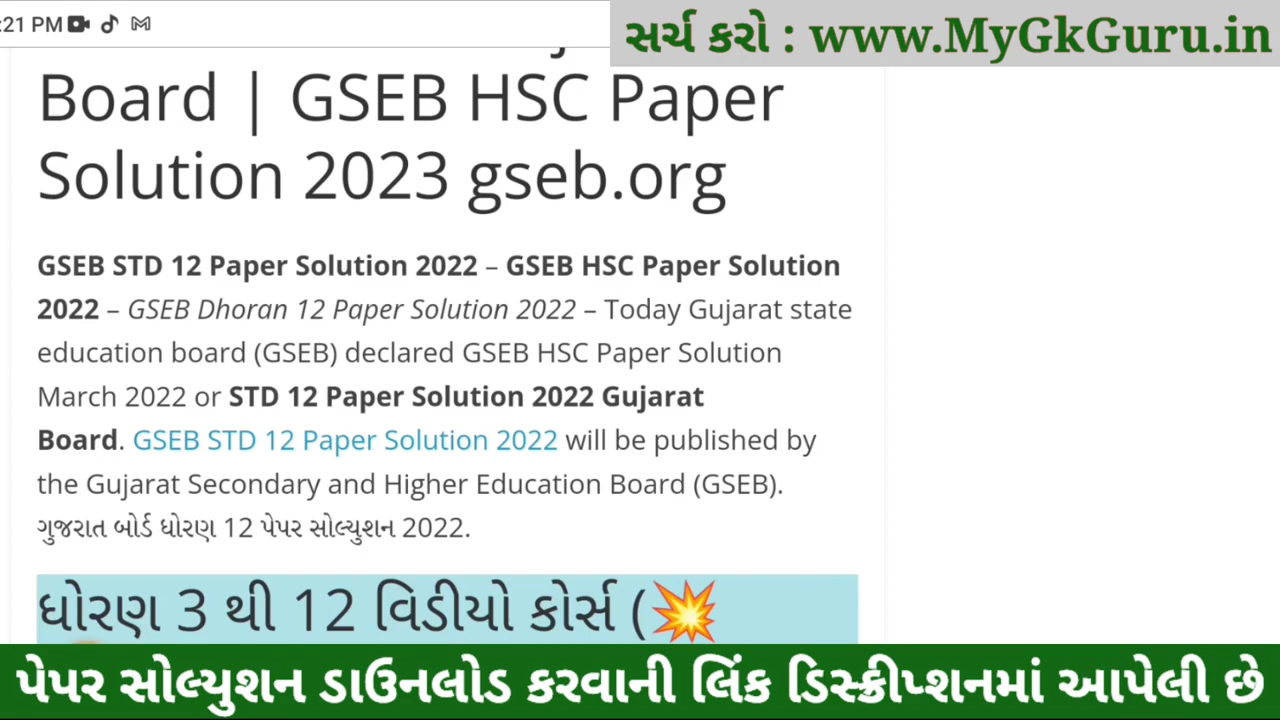 :21 PM
સર્ચ કરો : www.MyGkGuru.in
Board | GSEB HSC Paper
Solution 2023 gseb.org
GSEB STD 12 Paper Solution 2022 – GSEB HSC Paper Solution
2022 – GSEB Dhoran 12 Paper Solution 2022 – Today Gujarat state
education board (GSEB) declared GSEB HSC Paper Solution
March 2022 or STD 12 Paper Solution 2022 Gujarat
Board. GSEB STD 12 Paper Solution 2022 will be published by
the Gujarat Secondary and Higher Education Board (GSEB).
ગુજરાત બોર્ડ ધોરણ 12 પેપર સોલ્યુશન 2022.
ધોરણ 3 થી 12 વિડીયો કોર્સ (💥
પેપર સોલ્યુશન ડાઉનલોડ કરવાની લિંક ડિસ્ક્રીપ્શનમાં આપેલી છે